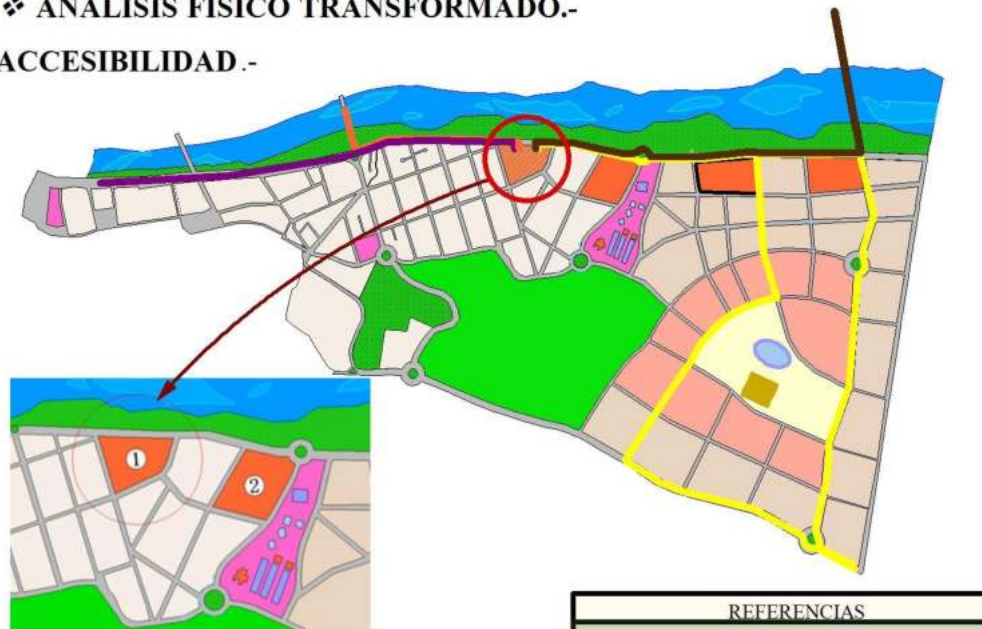 ❖ ANALISIS FISICO TRANSFORMADO.-
ACCESIBILIDAD.-
1
2
REFERENCIAS